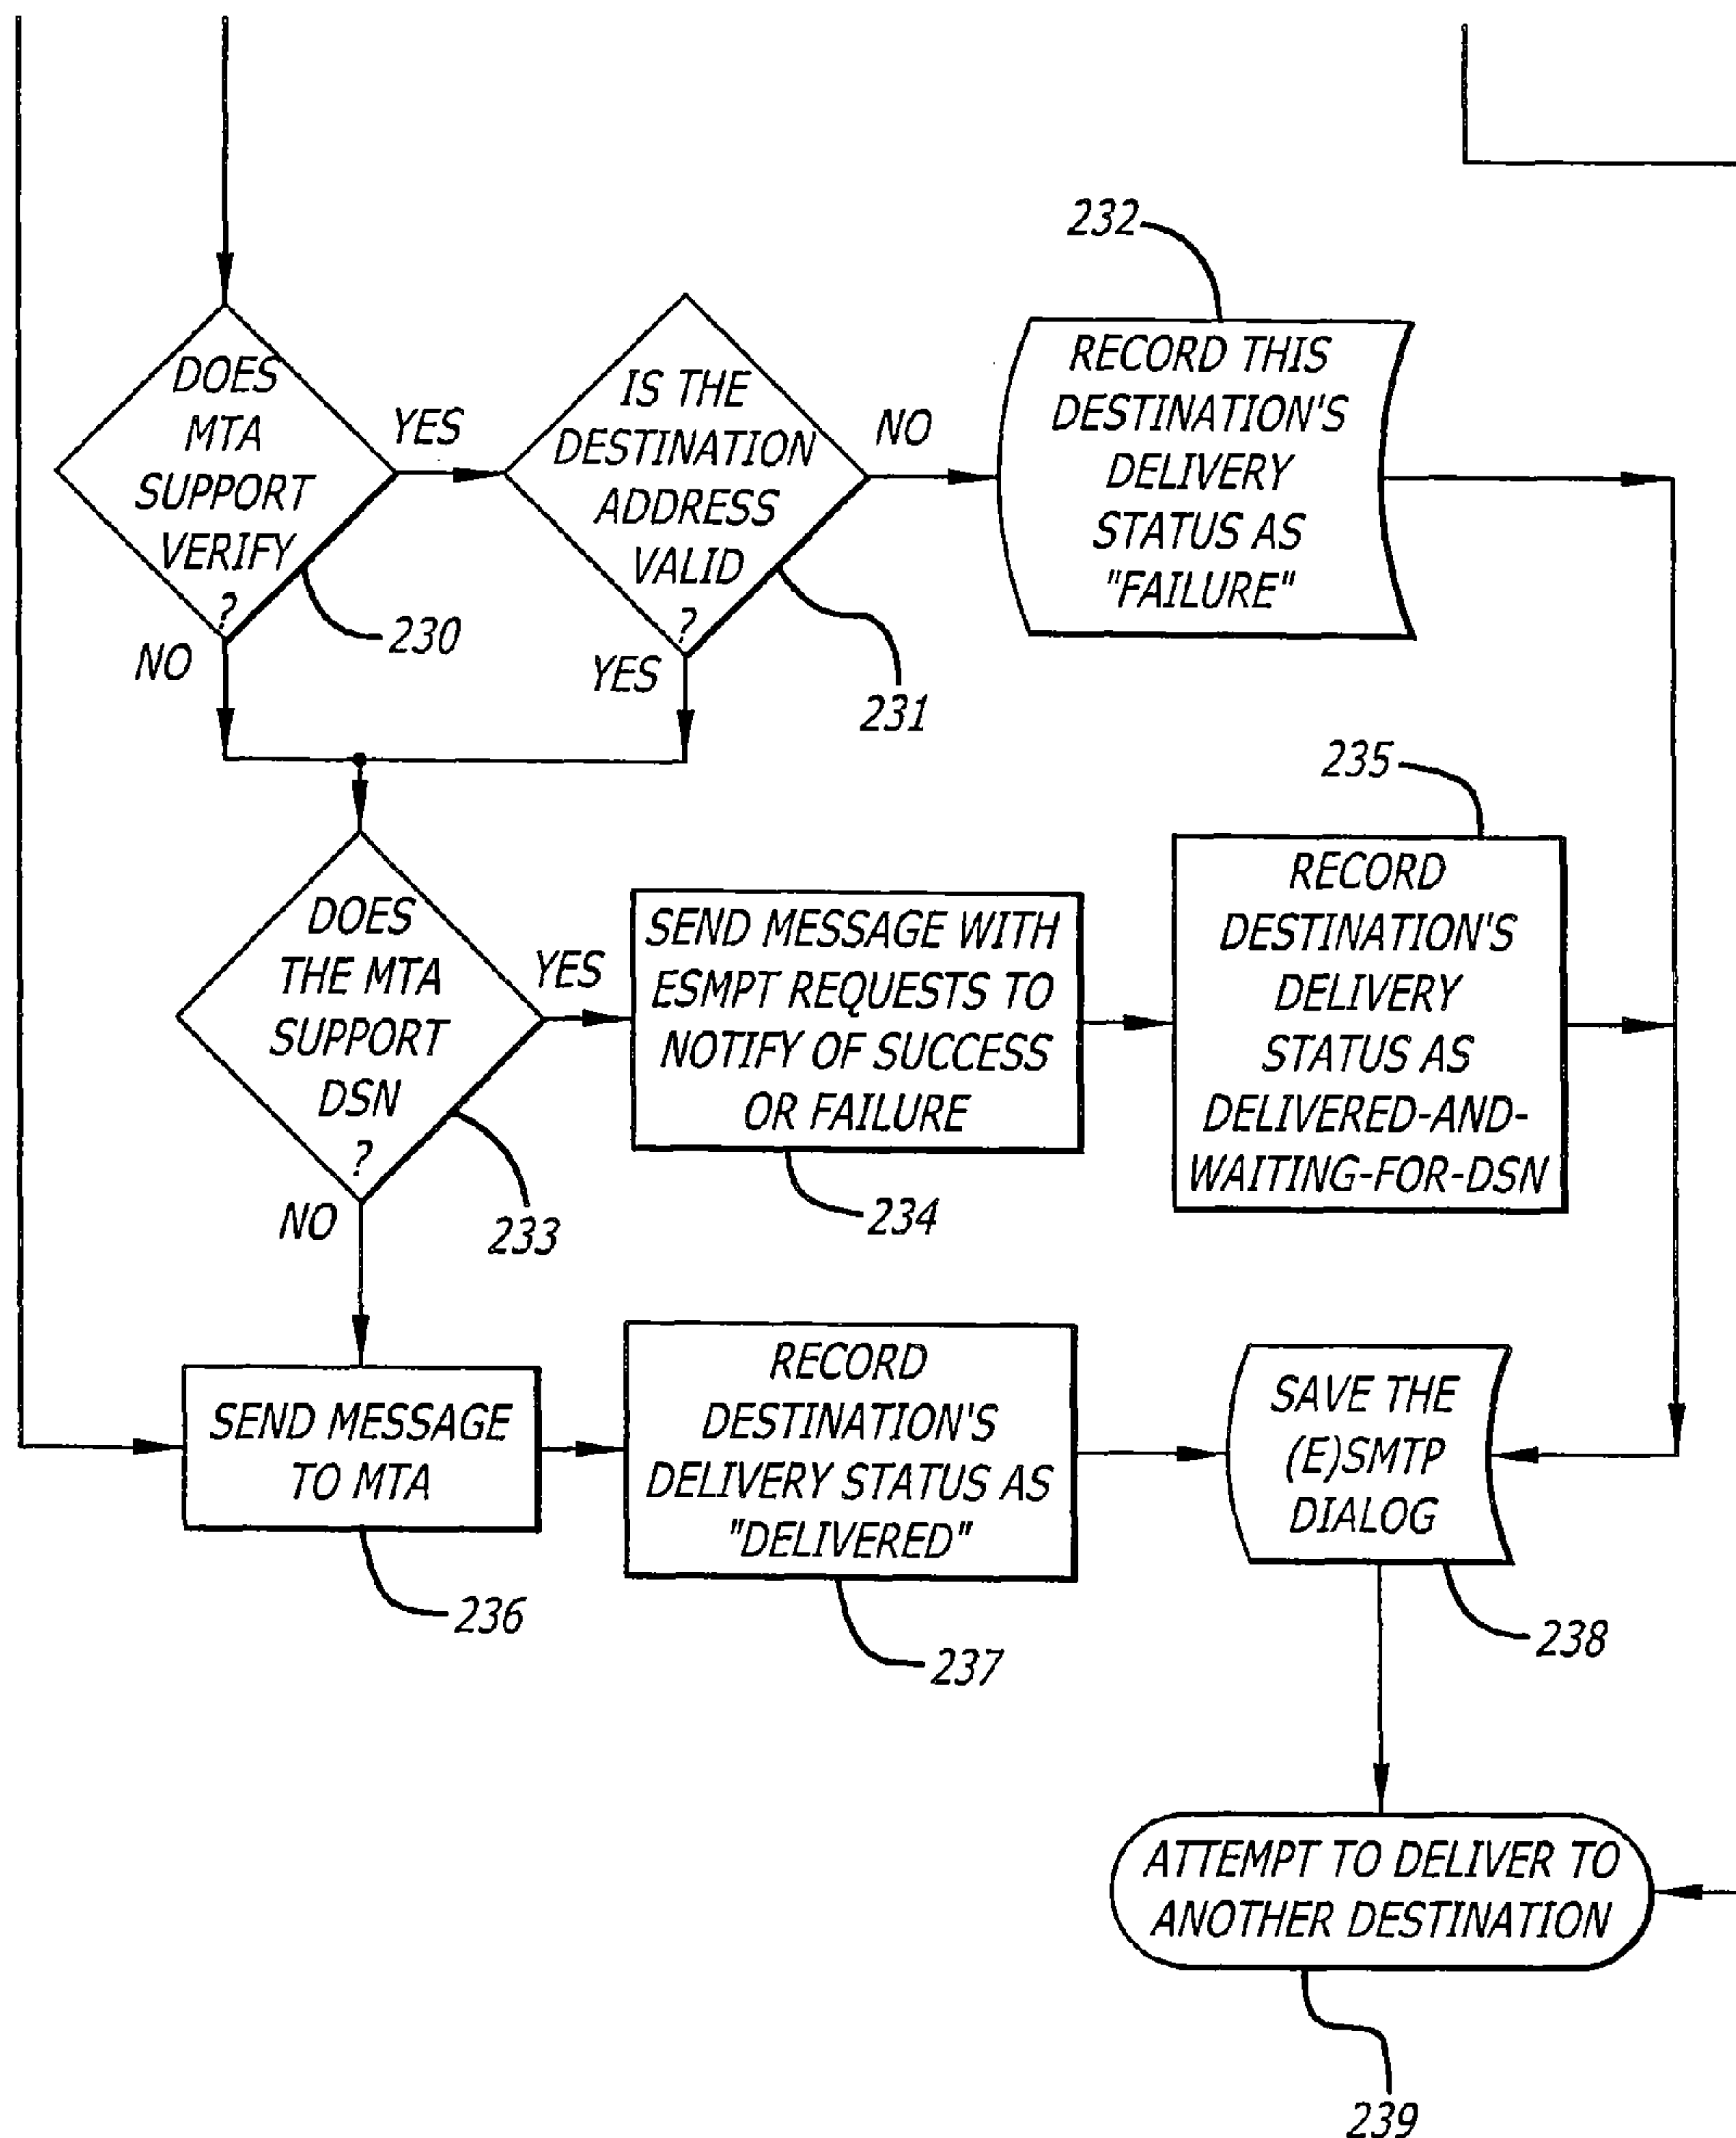 232
DOES
MTA
SUPPORT
VERIFY
?
YES
230
NO
IS THE
DESTINATION
ADDRESS
VALID
?
NO
231
YES
RECORD THIS
DESTINATION'S
DELIVERY
STATUS AS
"FAILURE"
DOES
THE MTA
SUPPORT
DSN
?
YES
233
NO
SEND MESSAGE WITH
ESMPT REQUESTS TO
NOTIFY OF SUCCESS
OR FAILURE
234
235
RECORD
DESTINATION'S
DELIVERY
STATUS AS
DELIVERED-AND-
WAITING-FOR-DSN
SEND MESSAGE
TO MTA
236
RECORD
DESTINATION'S
DELIVERY STATUS AS
"DELIVERED"
237
SAVE THE
(E)SMTP
DIALOG
238
ATTEMPT TO DELIVER TO
ANOTHER DESTINATION
239